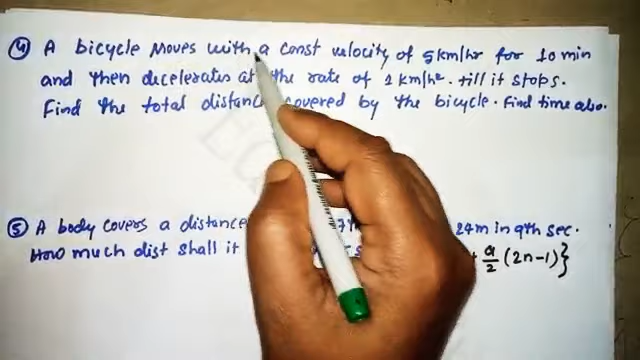 ④ A bicycle moves with a const velocity of 5km/hr for 10 min
and then decelerates at the rate of 1 km/h². till it stops.
Find the total distance covered by the bicycle. Find time also.
⑤ A body covers a distance 24m in 9th sec.
How much dist shall it a/2 (2n-1)}